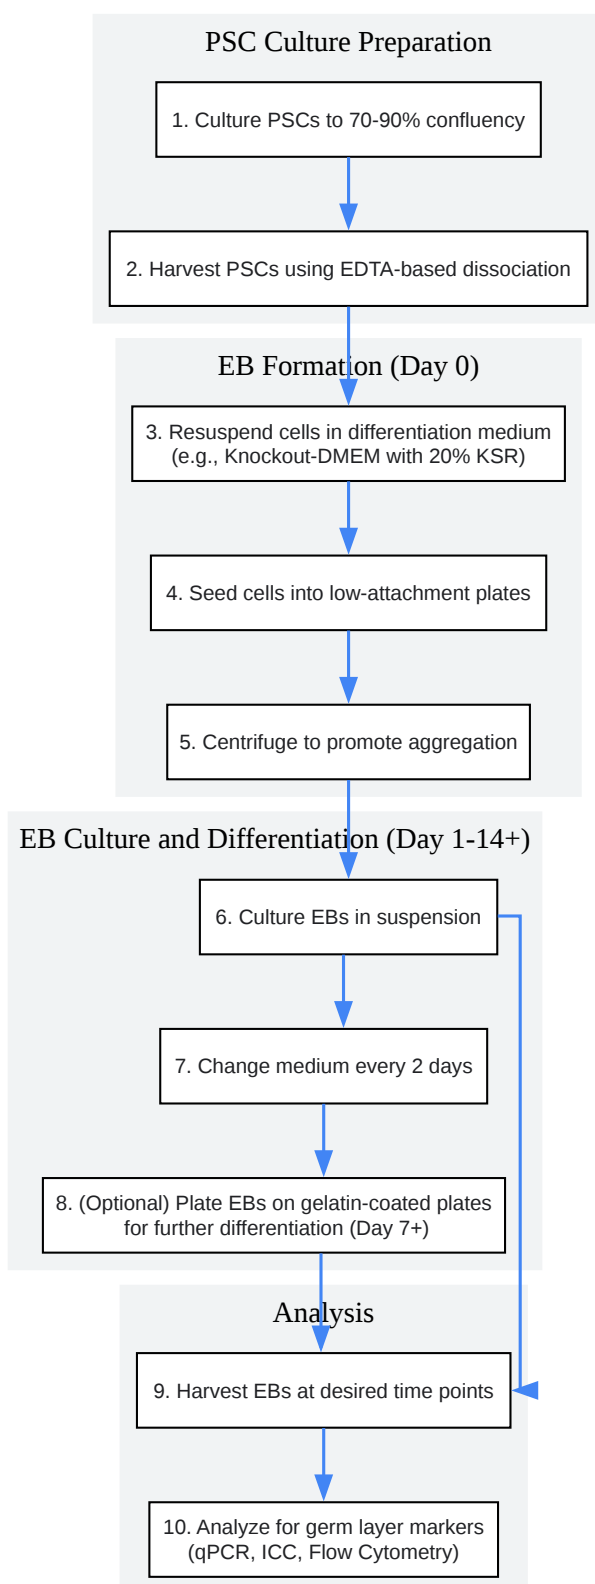 PSC Culture Preparation
1. Culture PSCs to 70-90% confluency
2. Harvest PSCs using EDTA-based dissociation
EB Formation (Day 0)
3. Resuspend cells in differentiation medium
(e.g., Knockout-DMEM with 20% KSR)
4. Seed cells into low-attachment plates
5. Centrifuge to promote aggregation
EB Culture and Differentiation (Day 1-14+)
6. Culture EBs in suspension
7. Change medium every 2 days
8. (Optional) Plate EBs on gelatin-coated plates
for further differentiation (Day 7+)
Analysis
9. Harvest EBs at desired time points
10. Analyze for germ layer markers
(qPCR, ICC, Flow Cytometry)